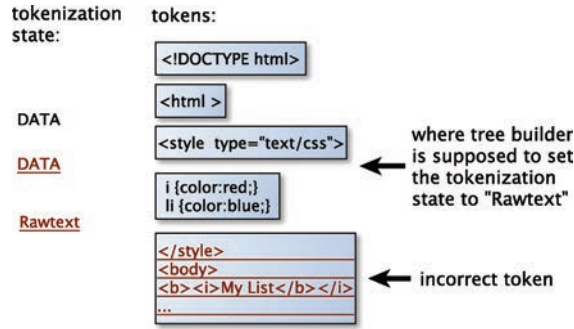 tokenization state:
tokens:
<!DOCTYPE html>
<html >
DATA
<style type="text/css">
DATA
where tree builder
is supposed to set
the tokenization
state to "Rawtext"
i {color:red;}
li {color:blue;}
Rawtext
</style>
<body>
<b><i>My List</b></i>
...
incorrect token